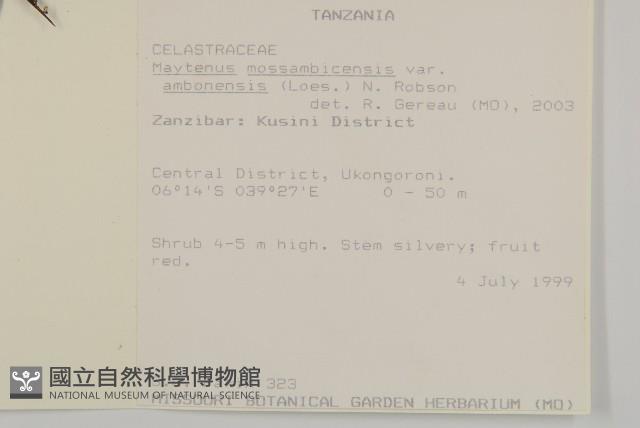 TANZANIA
CELASTRACEAE
Maytenus mossambicensis var.
ambonensis (Loes.) N. Robson
det. R. Gereau (MO), 2003
Zanzibar: Kusini District
Central District, Ukongoroni.
06°14'S 039°27'E 0 - 50 m
Shrub 4-5 m high. Stem silvery; fruit
red.
4 July 1999
323
MISSOURI BOTANICAL GARDEN HERBARIUM (MO)
國立自然科學博物館
NATIONAL MUSEUM OF NATURAL SCIENCE